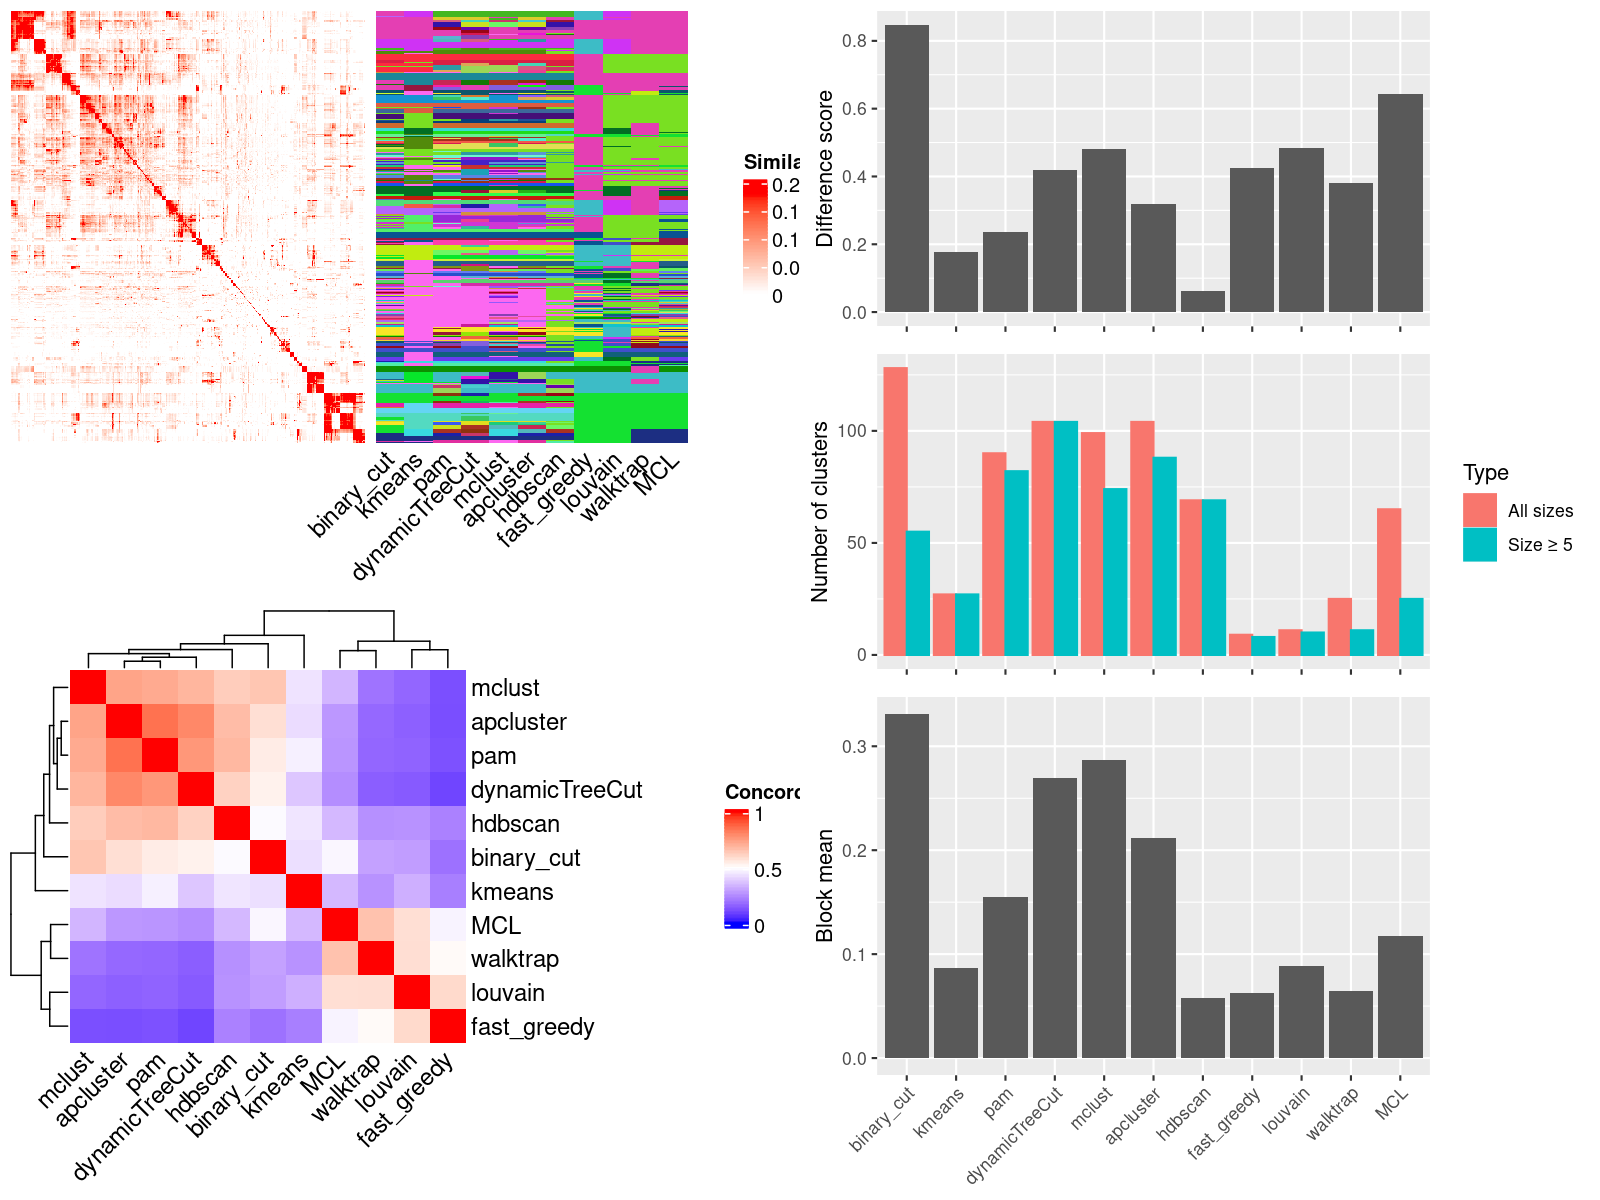 Simila
0.2
0.1
0.1
0.0
0
binary_cut
kmeans
pam
dynamicTreeCut
mclust
apcluster
hdbscan
fast_greedy
louvain
walktrap
MCL
mclust
apcluster
pam
dynamicTreeCut
hdbscan
binary_cut
kmeans
MCL
walktrap
louvain
fast_greedy
mclust
apcluster
pam
dynamicTreeCut
hdbscan
binary_cut
kmeans
MCL
walktrap
louvain
fast_greedy
Concord
1
0.5
0
Difference score
0.8
0.6
0.4
0.2
0.0
Number of clusters
100
50
0
Type
All sizes
Size ≥ 5
Block mean
0.3
0.2
0.1
0.0
binary_cut
kmeans
pam
dynamicTreeCut
mclust
apcluster
hdbscan
fast_greedy
louvain
walktrap
MCL